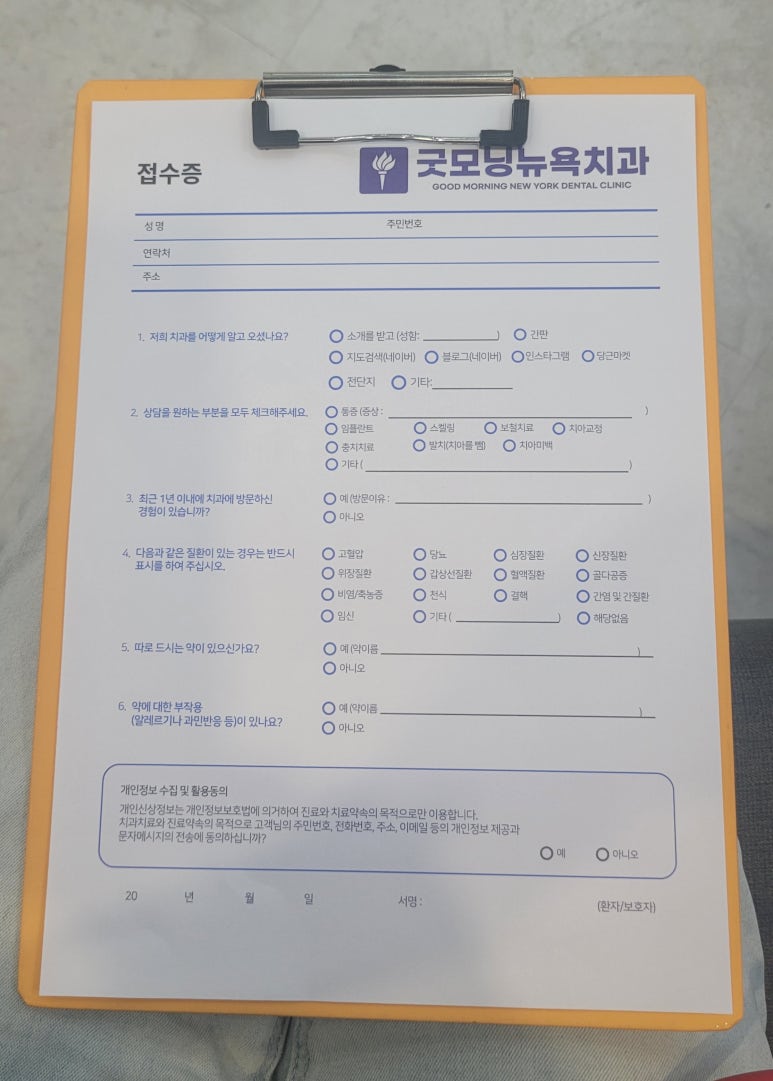 접수증
굿모닝뉴욕치과
GOOD MORNING NEW YORK DENTAL CLINIC
성명 주민번호
연락처
주소
1. 저희 치과를 어떻게 알고 오셨나요? 소개를 받고 (성함: ) 간판
지도검색(네이버) 블로그(네이버) 인스타그램 당근마켓
전단지 기타:
2. 상담을 원하는 부분을 모두 체크해주세요. 통증 (증상 : )
임플란트 스켈링 보철치료 치아교정
충치치료 발치(치아를 뺌) 치아미백
기타 ( )
3. 최근 1년 이내에 치과에 방문하신 예 (방문이유 : )
경험이 있습니까? 아니오
4. 다음과 같은 질환이 있는 경우는 반드시 고혈압 당뇨 심장질환 신장질환
표시를 하여 주십시오. 위장질환 갑상선질환 혈액질환 골다공증
비염/축농증 천식 결핵 간염 및 간질환
임신 기타 ( ) 해당없음
5. 따로 드시는 약이 있으신가요? 예 (약이름 )
아니오
6. 약에 대한 부작용 예 (약이름 )
(알레르기나 과민반응 등)이 있나요? 아니오
개인정보 수집 및 활용동의
개인신상정보는 개인정보보호법에 의거하여 진료와 치료약속의 목적으로만 이용합니다.
치과치료와 진료약속의 목적으로 고객님의 주민번호, 전화번호, 주소, 이메일 등의 개인정보 제공과
문자메시지의 전송에 동의하십니까?
예 아니오
20 년 월 일 서명 : (환자/보호자)